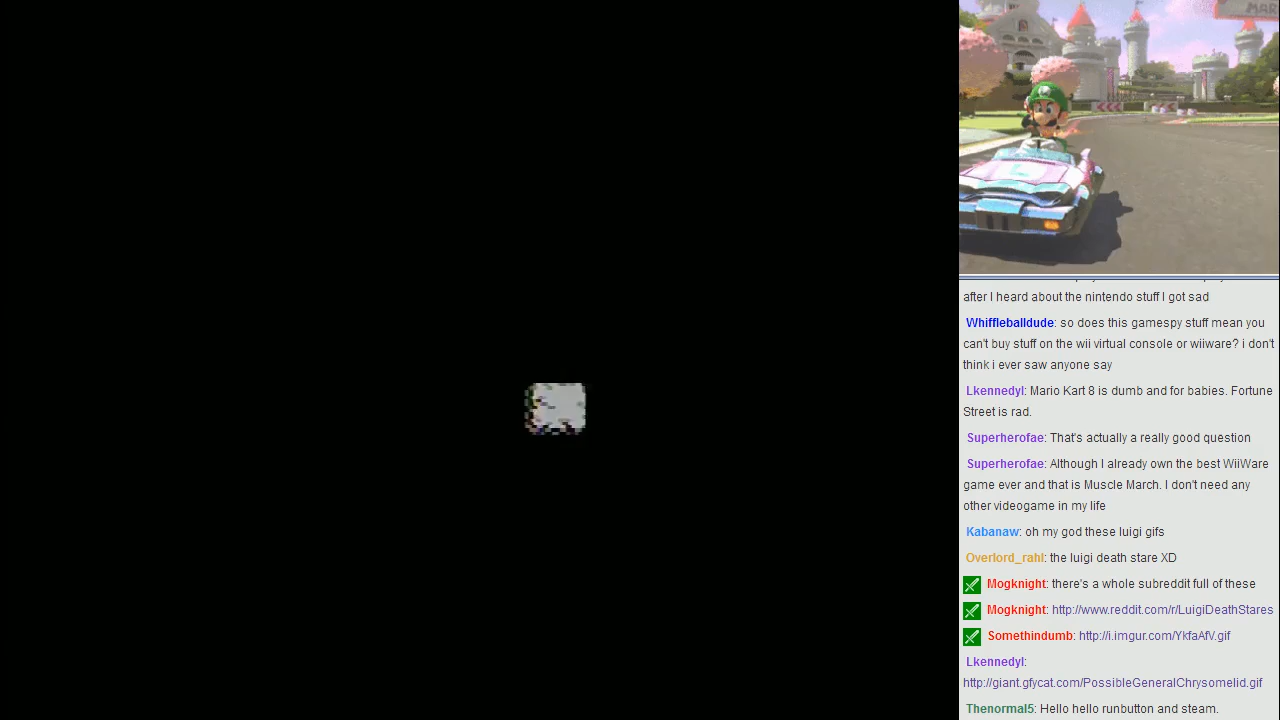 MAR
L
after I heard about the nintendo stuff I got sad
Whiffleballdude: so does this gamespy stuff mean you
can't buy stuff on the wii virtual console or wiiware? i don't
think i ever saw anyone say
Lkennedyl: Mario Kart 8 is dumb and for babies. Fortune
Street is rad.
Superherofae: That's actually a really good question
Superherofae: Although I already own the best WiiWare
game ever and that is Muscle March. I don't need any
other videogame in my life
Kabanaw: oh my god these luigi gifs
Overlord_rahl: the luigi death stare XD
Mogknight: there's a whole subreddit full of these
Mogknight: http://www.reddit.com/r/LuigiDeathStares
Somethindumb: http://i.imgur.com/YkfaAfV.gif
Lkennedyl:
http://giant.gfycat.com/PossibleGeneralChrysomelid.gif
Thenormal5: Hello hello runbutton and steam.